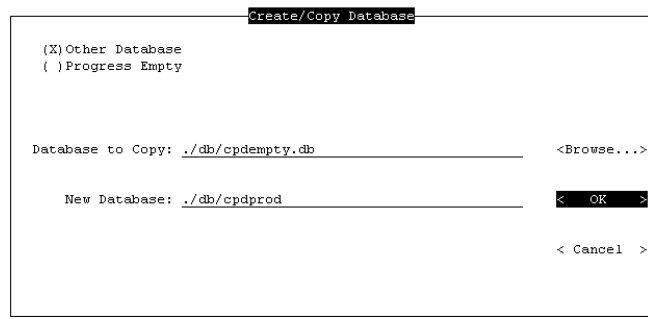 Create/Copy Database
(X)Other Database
( )Progress Empty
Database to Copy: ./db/cpdempty.db <Browse...>
New Database: ./db/cpdprod < OK >
< Cancel >